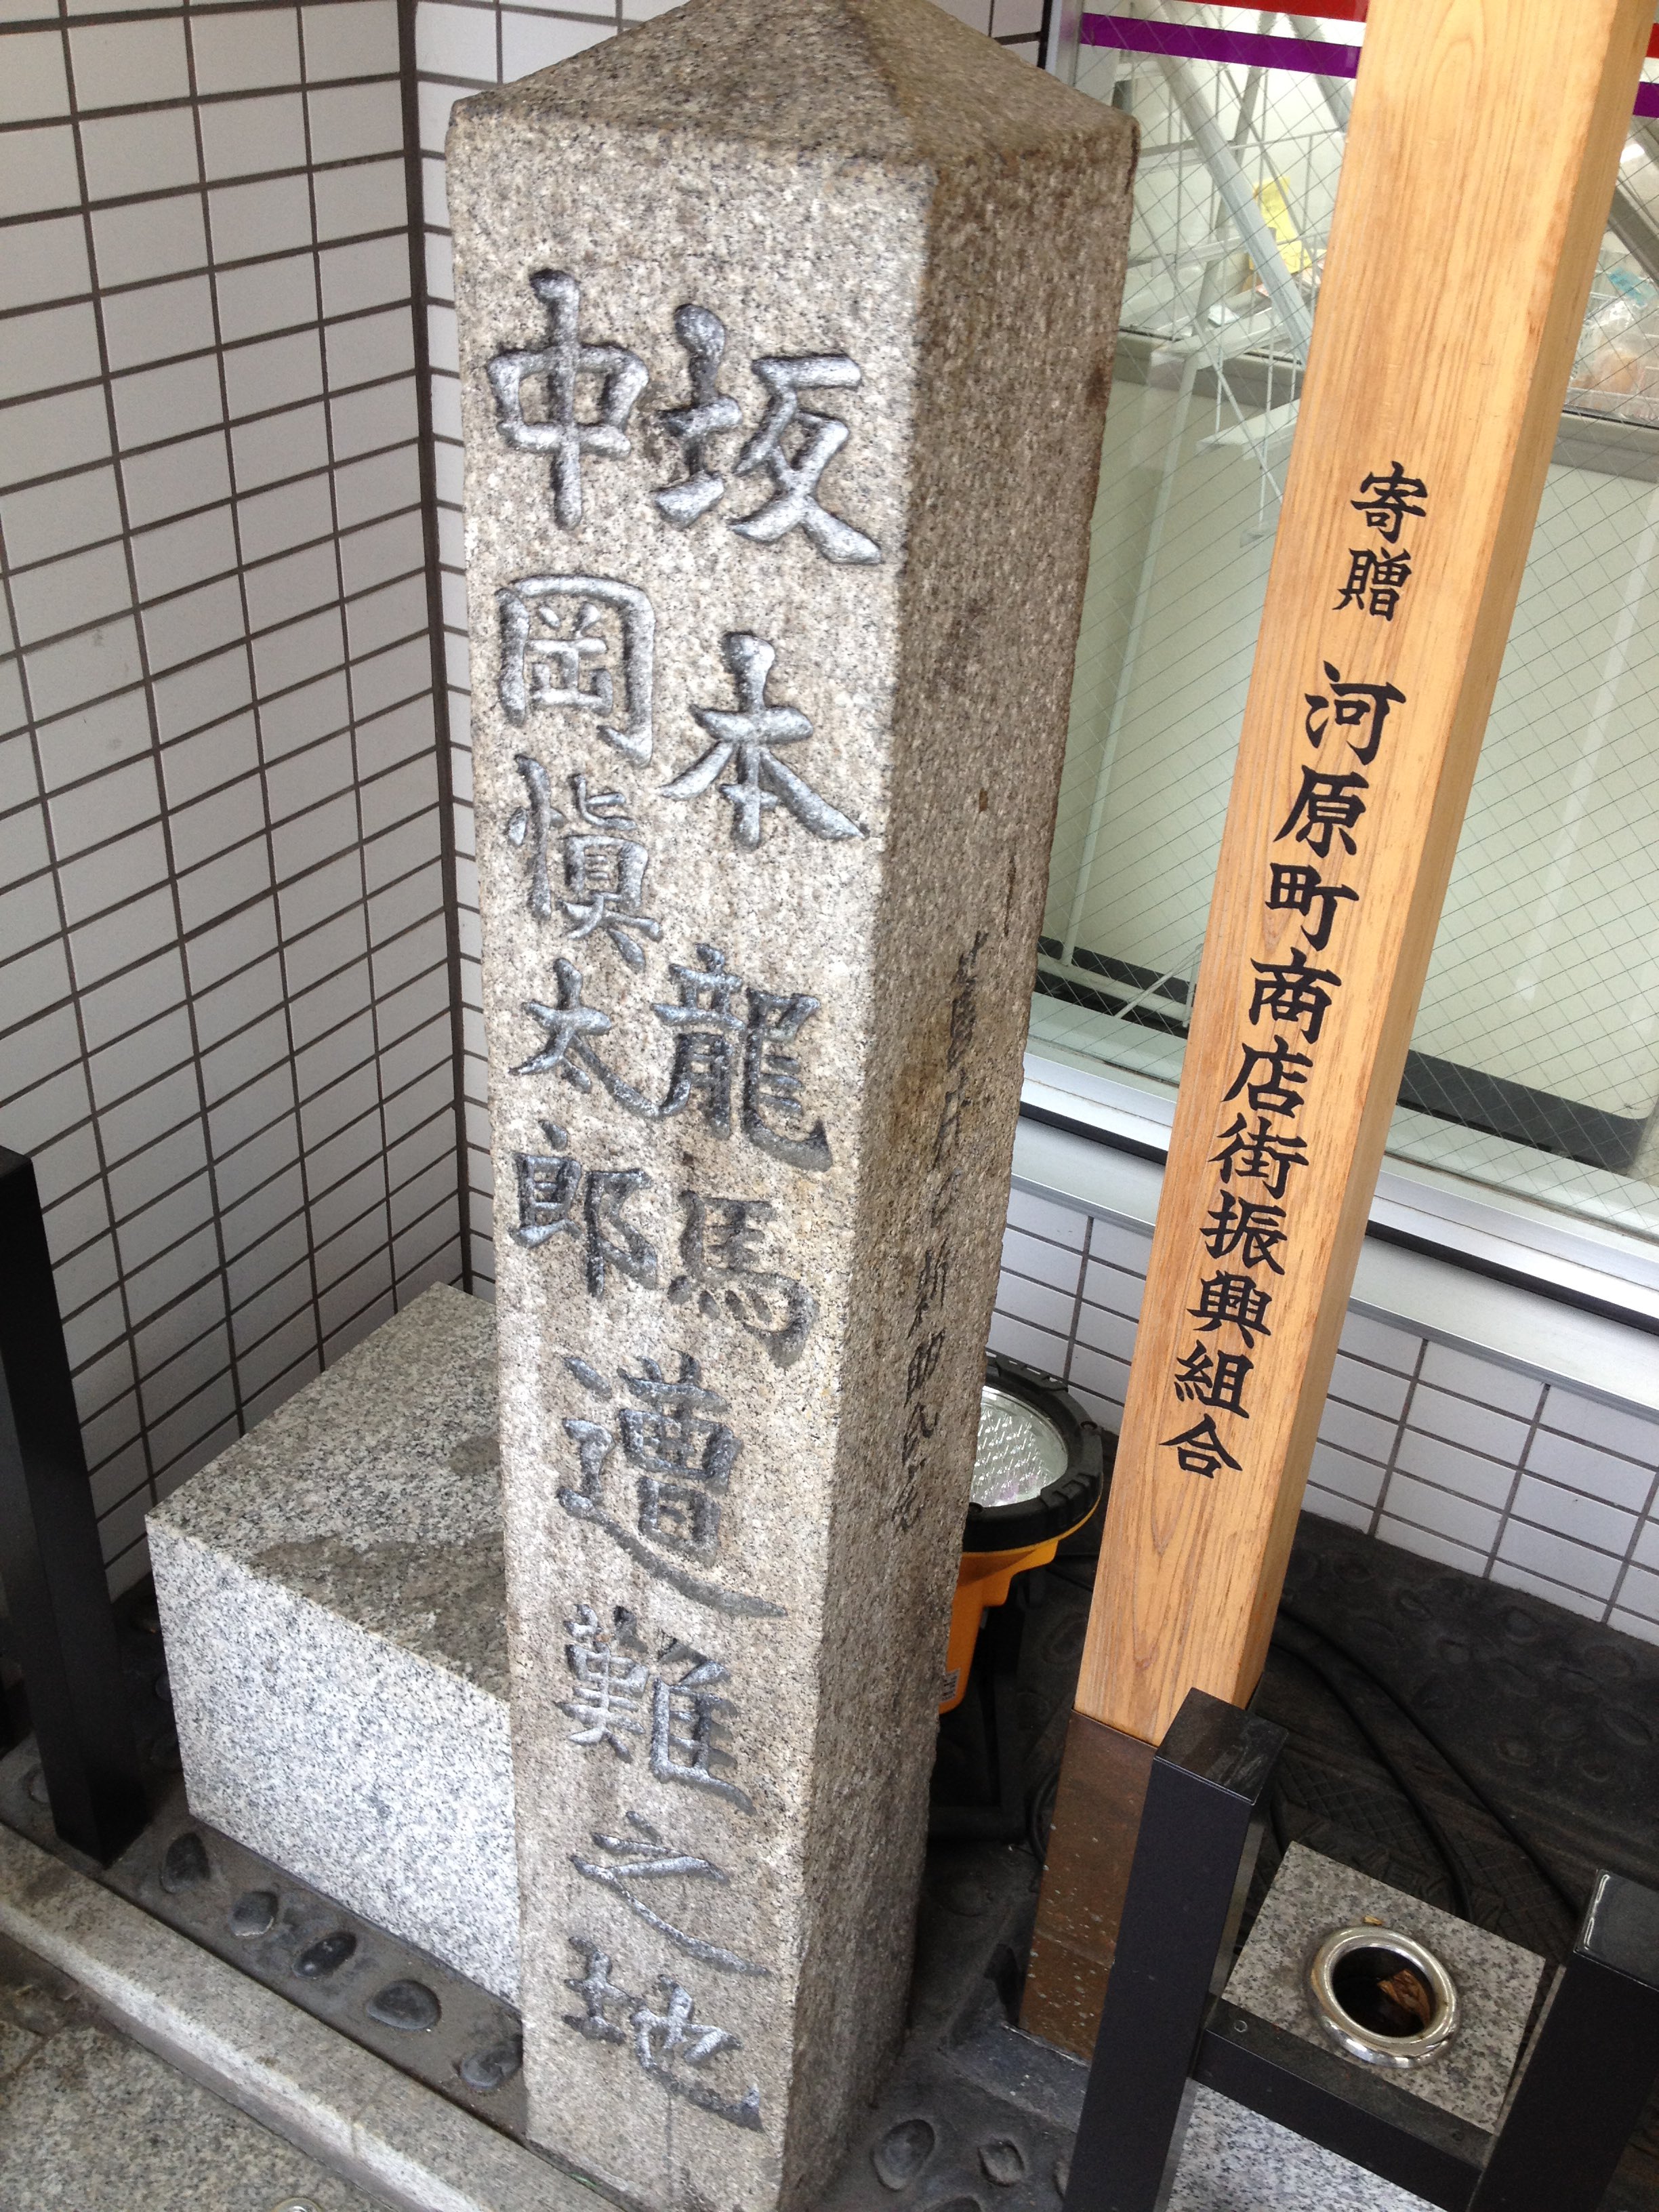 坂本龍馬
中岡慎太郎
遭難之地
寄贈 河原町商店街振興組合